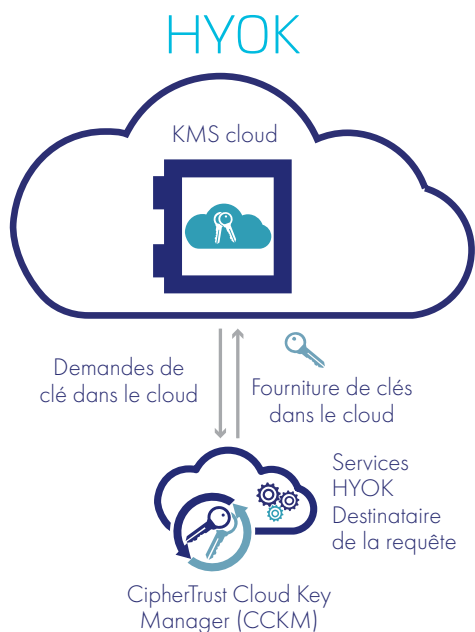 HYOK
KMS cloud
Demandes de
clé dans le cloud
Fourniture de clés
dans le cloud
Services
HYOK
Destinataire
de la requête
CipherTrust Cloud Key
Manager (CCKM)